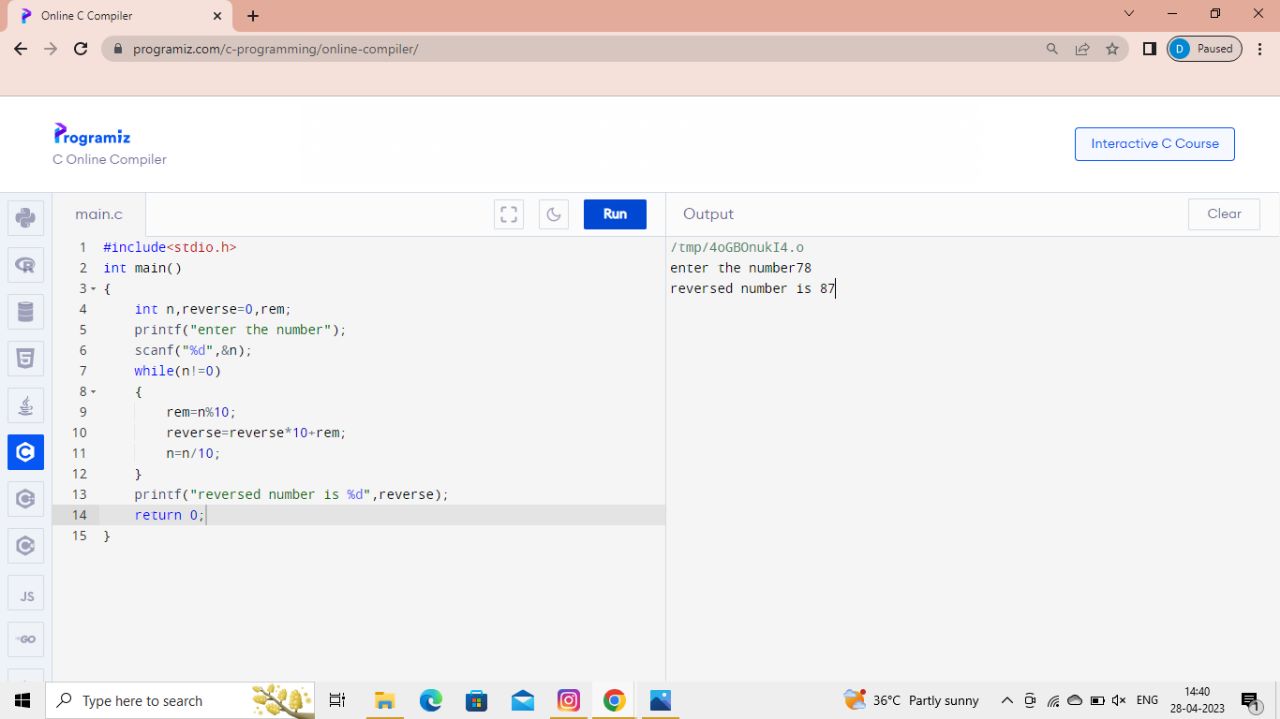 Online C Compiler
programiz.com/c-programming/online-compiler/
D Paused
Programiz
C Online Compiler
Interactive C Course
main.c
Run
Output
Clear
1 #include<stdio.h>
2 int main()
3 {
4 int n,reverse=0,rem;
5 printf("enter the number");
6 scanf("%d",&n);
7 while(n!=0)
8 {
9 rem=n%10;
10 reverse=reverse*10+rem;
11 n=n/10;
12 }
13 printf("reversed number is %d",reverse);
14 return 0;
15 }
/tmp/4oGBOnukI4.o
enter the number78
reversed number is 87
JS
GO
Type here to search
36°C Partly sunny
ENG
14:40
28-04-2023
1